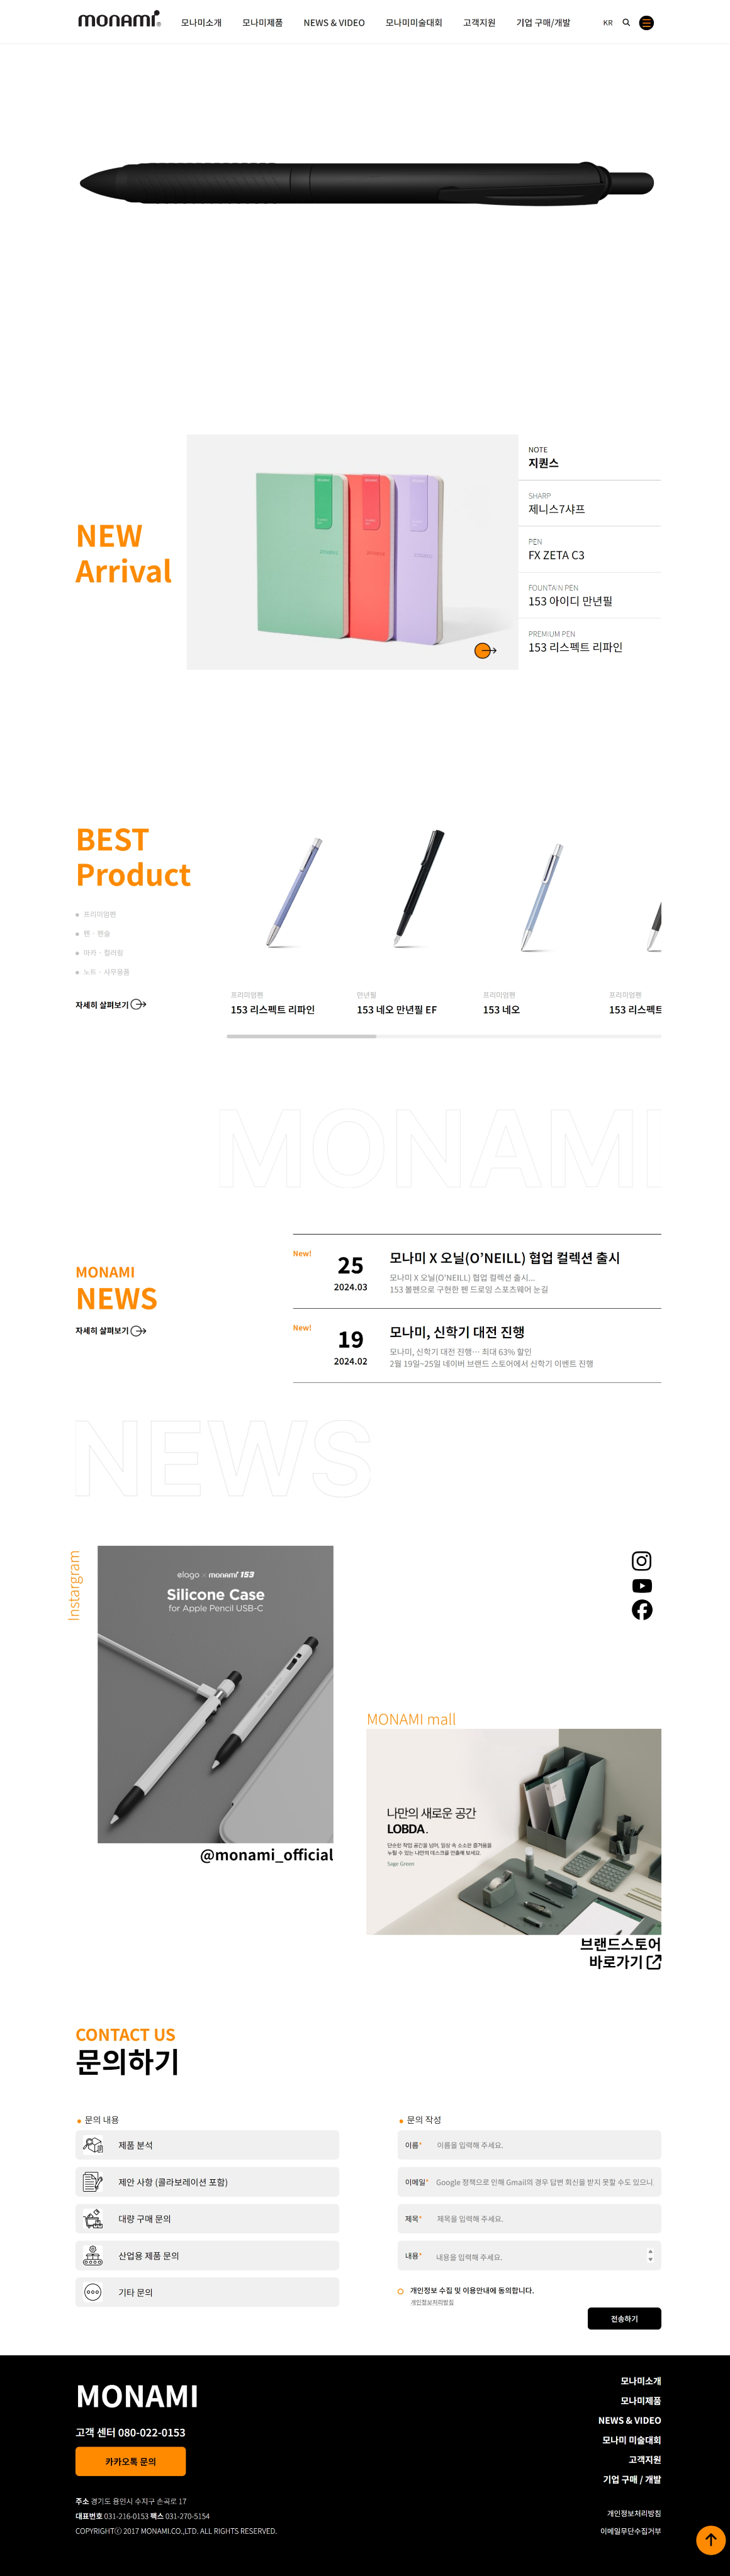 monami®
모나미소개 모나미제품 NEWS & VIDEO 모나미미술대회 고객지원 기업 구매/개발 KR
NEW
Arrival
NOTE
지퀀스
SHARP
제니스7샤프
PEN
FX ZETA C3
FOUNTAIN PEN
153 아이디 만년필
PREMIUM PEN
153 리스펙트 리파인
BEST
Product
프리미엄펜
펜 · 펜슬
마카 · 컬러링
노트 · 사무용품
자세히 살펴보기
프리미엄펜
153 리스펙트 리파인
만년필
153 네오 만년필 EF
프리미엄펜
153 네오
프리미엄펜
153 리스펙트
MONAMI
MONAMI
NEWS
자세히 살펴보기
New!
25
2024.03
모나미 X 오닐(O’NEILL) 협업 컬렉션 출시
모나미 X 오닐(O'NEILL) 협업 컬렉션 출시...
153 볼펜으로 구현한 펜 드로잉 스포츠웨어 눈길
New!
19
2024.02
모나미, 신학기 대전 진행
모나미, 신학기 대전 진행… 최대 63% 할인
2월 19일~25일 네이버 브랜드 스토어에서 신학기 이벤트 진행
NEWS
Instargram
elago × monami 153
Silicone Case
for Apple Pencil USB-C
@monami_official
MONAMI mall
나만의 새로운 공간
LOBDA.
단순한 작업 공간을 넘어, 일상 속 소소한 즐거움을
누릴 수 있는 나만의 데스크를 연출해 보세요.
Sage Green
브랜드스토어
바로가기
CONTACT US
문의하기
문의 내용
제품 분석
제안 사항 (콜라보레이션 포함)
대량 구매 문의
산업용 제품 문의
기타 문의
문의 작성
이름* 이름을 입력해 주세요.
이메일* Google 정책으로 인해 Gmail의 경우 답변 회신을 받지 못할 수도 있으니
제목* 제목을 입력해 주세요.
내용* 내용을 입력해 주세요.
개인정보 수집 및 이용안내에 동의합니다.
개인정보처리방침
전송하기
MONAMI
고객 센터 080-022-0153
카카오톡 문의
주소 경기도 용인시 수지구 손곡로 17
대표번호 031-216-0153 팩스 031-270-5154
COPYRIGHTⓒ 2017 MONAMI.CO.,LTD. ALL RIGHTS RESERVED.
모나미소개
모나미제품
NEWS & VIDEO
모나미 미술대회
고객지원
기업 구매 / 개발
개인정보처리방침
이메일무단수집거부